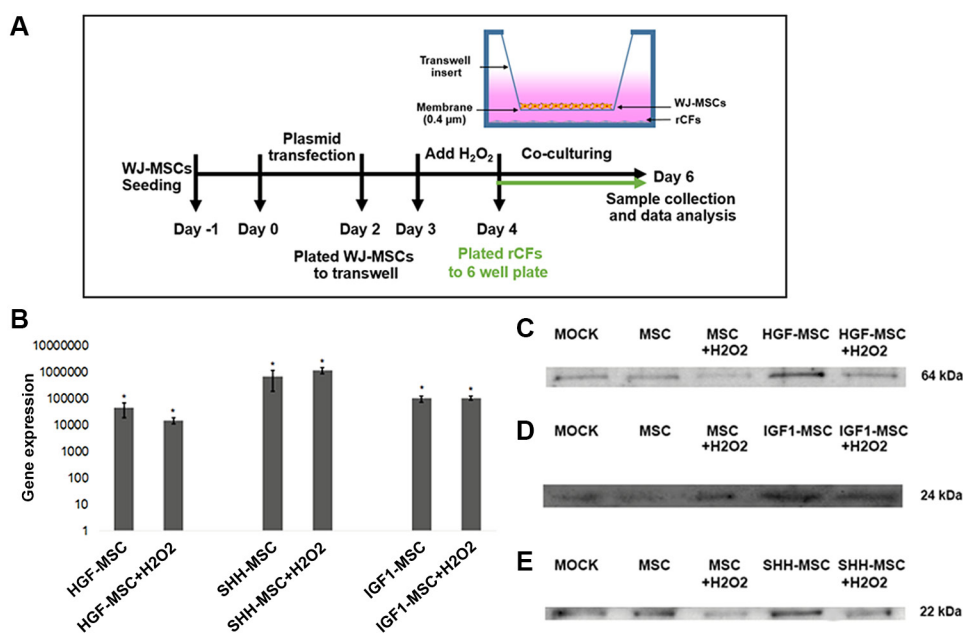 A
Transwell
insert
Membrane
(0.4 µm)
WJ-MSCs
rCFs
WJ-MSCs
Seeding
Plasmid
transfection
Add H₂O₂
Co-culturing
Day 6
Sample collection
and data analysis
Day -1
Day 0
Day 2
Day 3
Day 4
Plated WJ-MSCs
to transwell
Plated rCFs
to 6 well plate
B
Gene expression
10000000
1000000
100000
10000
1000
100
10
1
* * * * * *
HGF-MSC
HGF-MSC+H2O2
SHH-MSC
SHH-MSC+H2O2
IGF1-MSC
IGF1-MSC+H2O2
C
MOCK MSC MSC HGF-MSC HGF-MSC
+H2O2 +H2O2
64 kDa
D
MOCK MSC MSC IGF1-MSC IGF1-MSC
+H2O2 +H2O2
24 kDa
E
MOCK MSC MSC SHH-MSC SHH-MSC
+H2O2 +H2O2
22 kDa